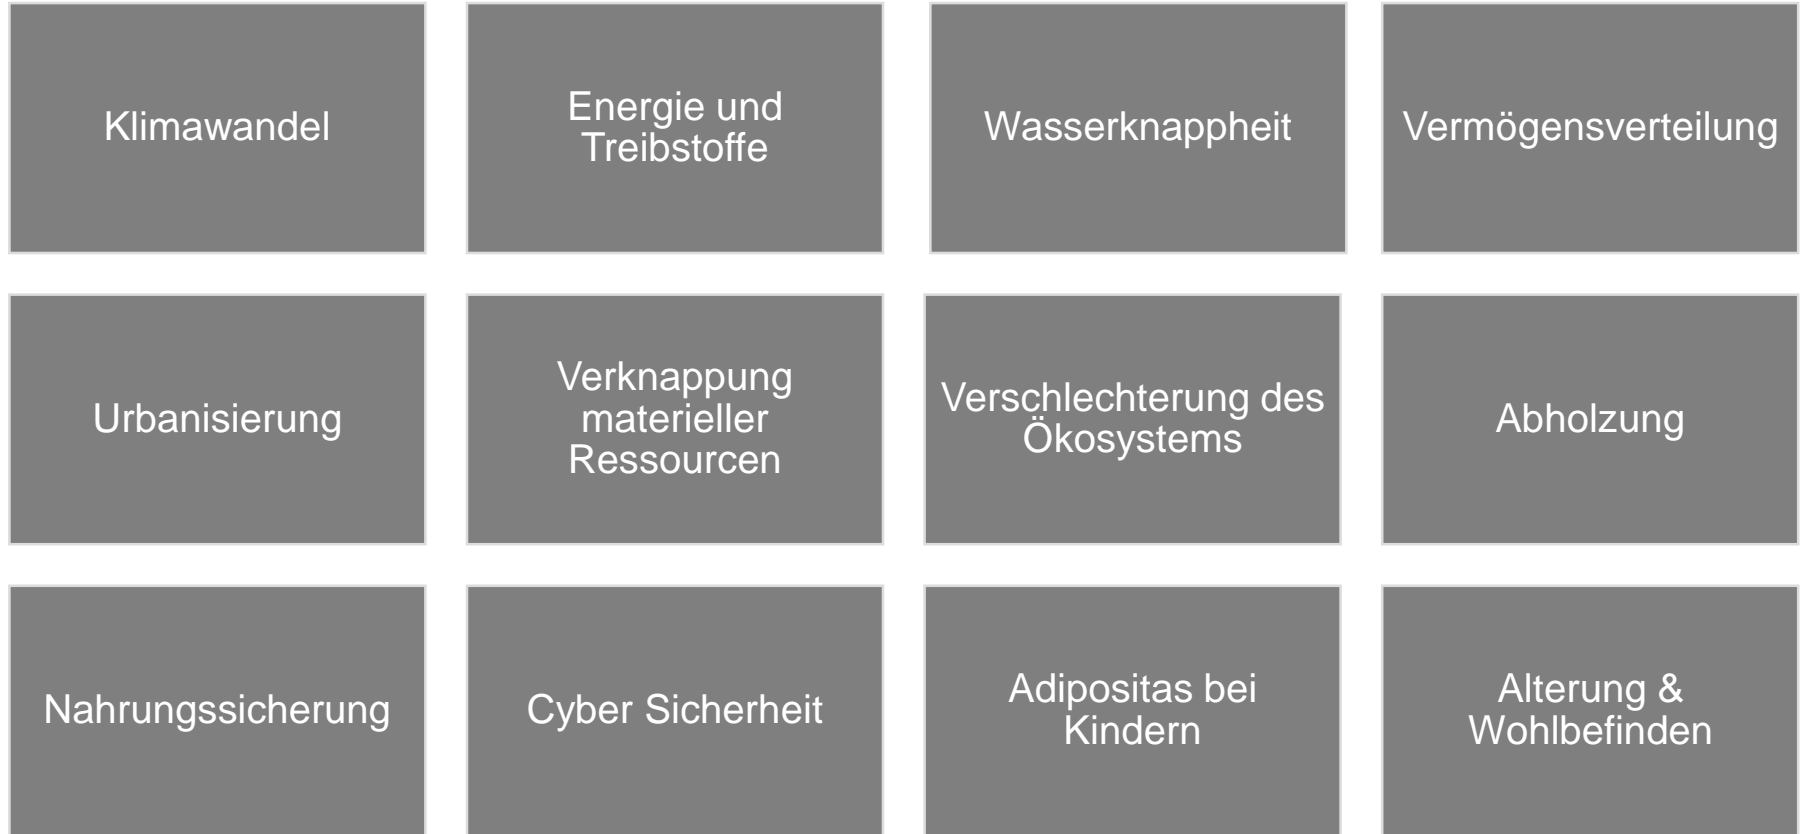 Klimawandel
Energie und
Treibstoffe
Wasserknappheit
Vermögensverteilung
Urbanisierung
Verknappung
materieller
Ressourcen
Verschlechterung des
Ökosystems
Abholzung
Nahrungssicherung
Cyber Sicherheit
Adipositas bei
Kindern
Alterung &
Wohlbefinden